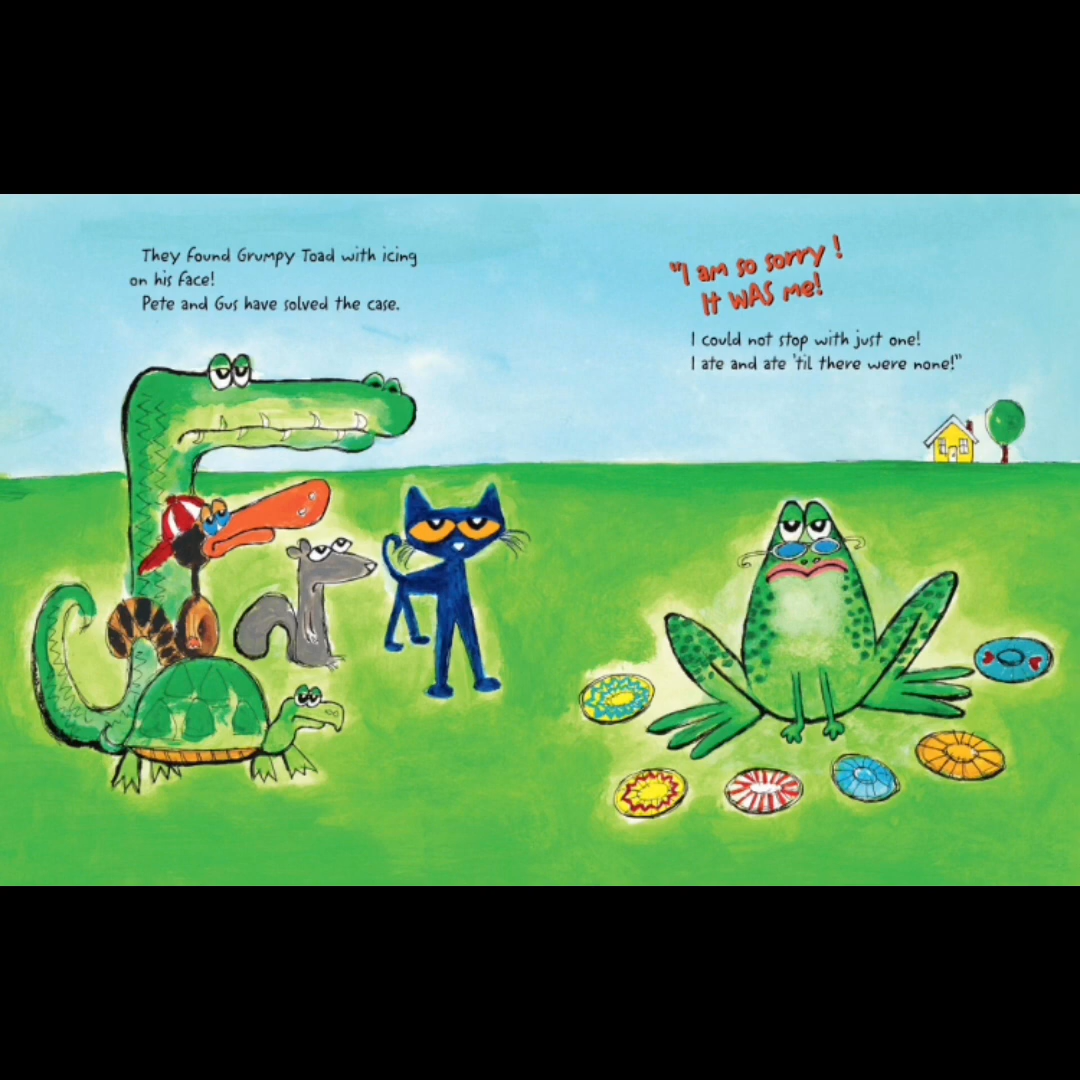 They found Grumpy Toad with icing
on his face!
Pete and Gus have solved the case.
"I am so sorry!
It WAS me!
I could not stop with just one!
I ate and ate 'til there were none!"